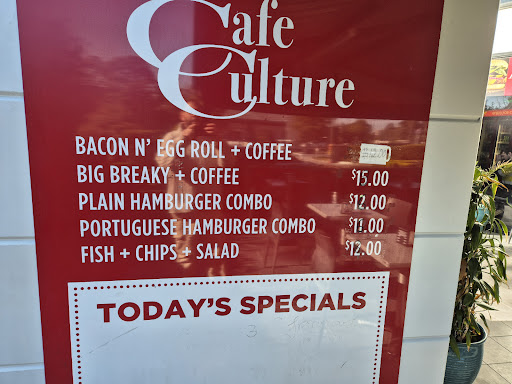 Cafe
Culture
BACON N' EGG ROLL + COFFEE
BIG BREAKY + COFFEE $15.00
PLAIN HAMBURGER COMBO $12.00
PORTUGUESE HAMBURGER COMBO $11.00
FISH + CHIPS + SALAD $12.00
TODAY'S SPECIALS